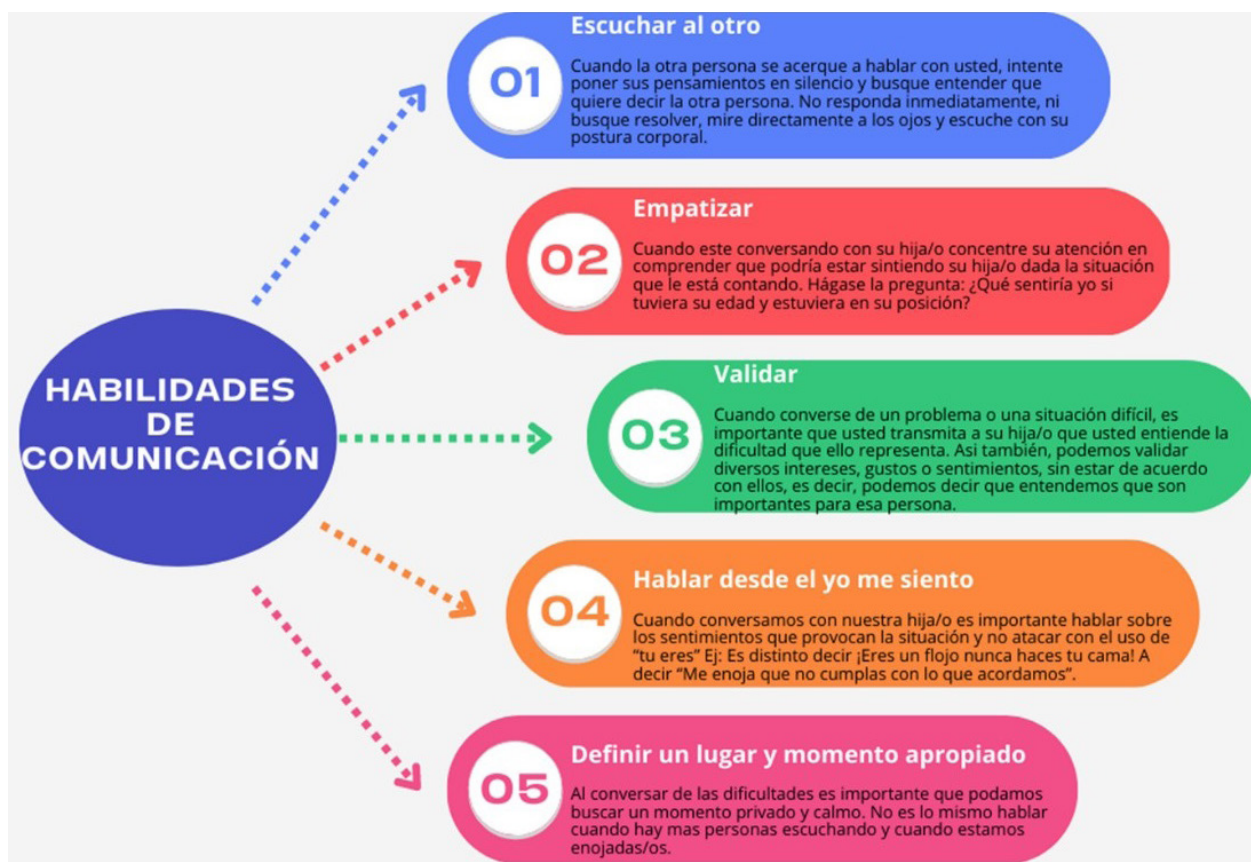 HABILIDADES
DE
COMUNICACIÓN
01
Escuchar al otro
Cuando la otra persona se acerque a hablar con usted, intente
poner sus pensamientos en silencio y busque entender que
quiere decir la otra persona. No responda inmediatamente, ni
busque resolver, mire directamente a los ojos y escuche con su
postura corporal.
02
Empatizar
Cuando este conversando con su hija/o concentre su atención en
comprender que podría estar sintiendo su hija/o dada la situación
que le está contando. Hágase la pregunta: ¿Qué sentiría yo si
tuviera su edad y estuviera en su posición?
03
Validar
Cuando converse de un problema o una situación difícil, es
importante que usted transmita a su hija/o que usted entiende la
dificultad que ello representa. Asi también, podemos validar
diversos intereses, gustos o sentimientos, sin estar de acuerdo
con ellos, es decir, podemos decir que entendemos que son
importantes para esa persona.
04
Hablar desde el yo me siento
Cuando conversamos con nuestra hija/o es importante hablar sobre
los sentimientos que provocan la situación y no atacar con el uso de
“tu eres” Ej: Es distinto decir ¡Eres un flojo nunca haces tu cama! A
decir “Me enoja que no cumplas con lo que acordamos”.
05
Definir un lugar y momento apropiado
Al conversar de las dificultades es importante que podamos
buscar un momento privado y calmo. No es lo mismo hablar
cuando hay mas personas escuchando y cuando estamos
enojadas/os.